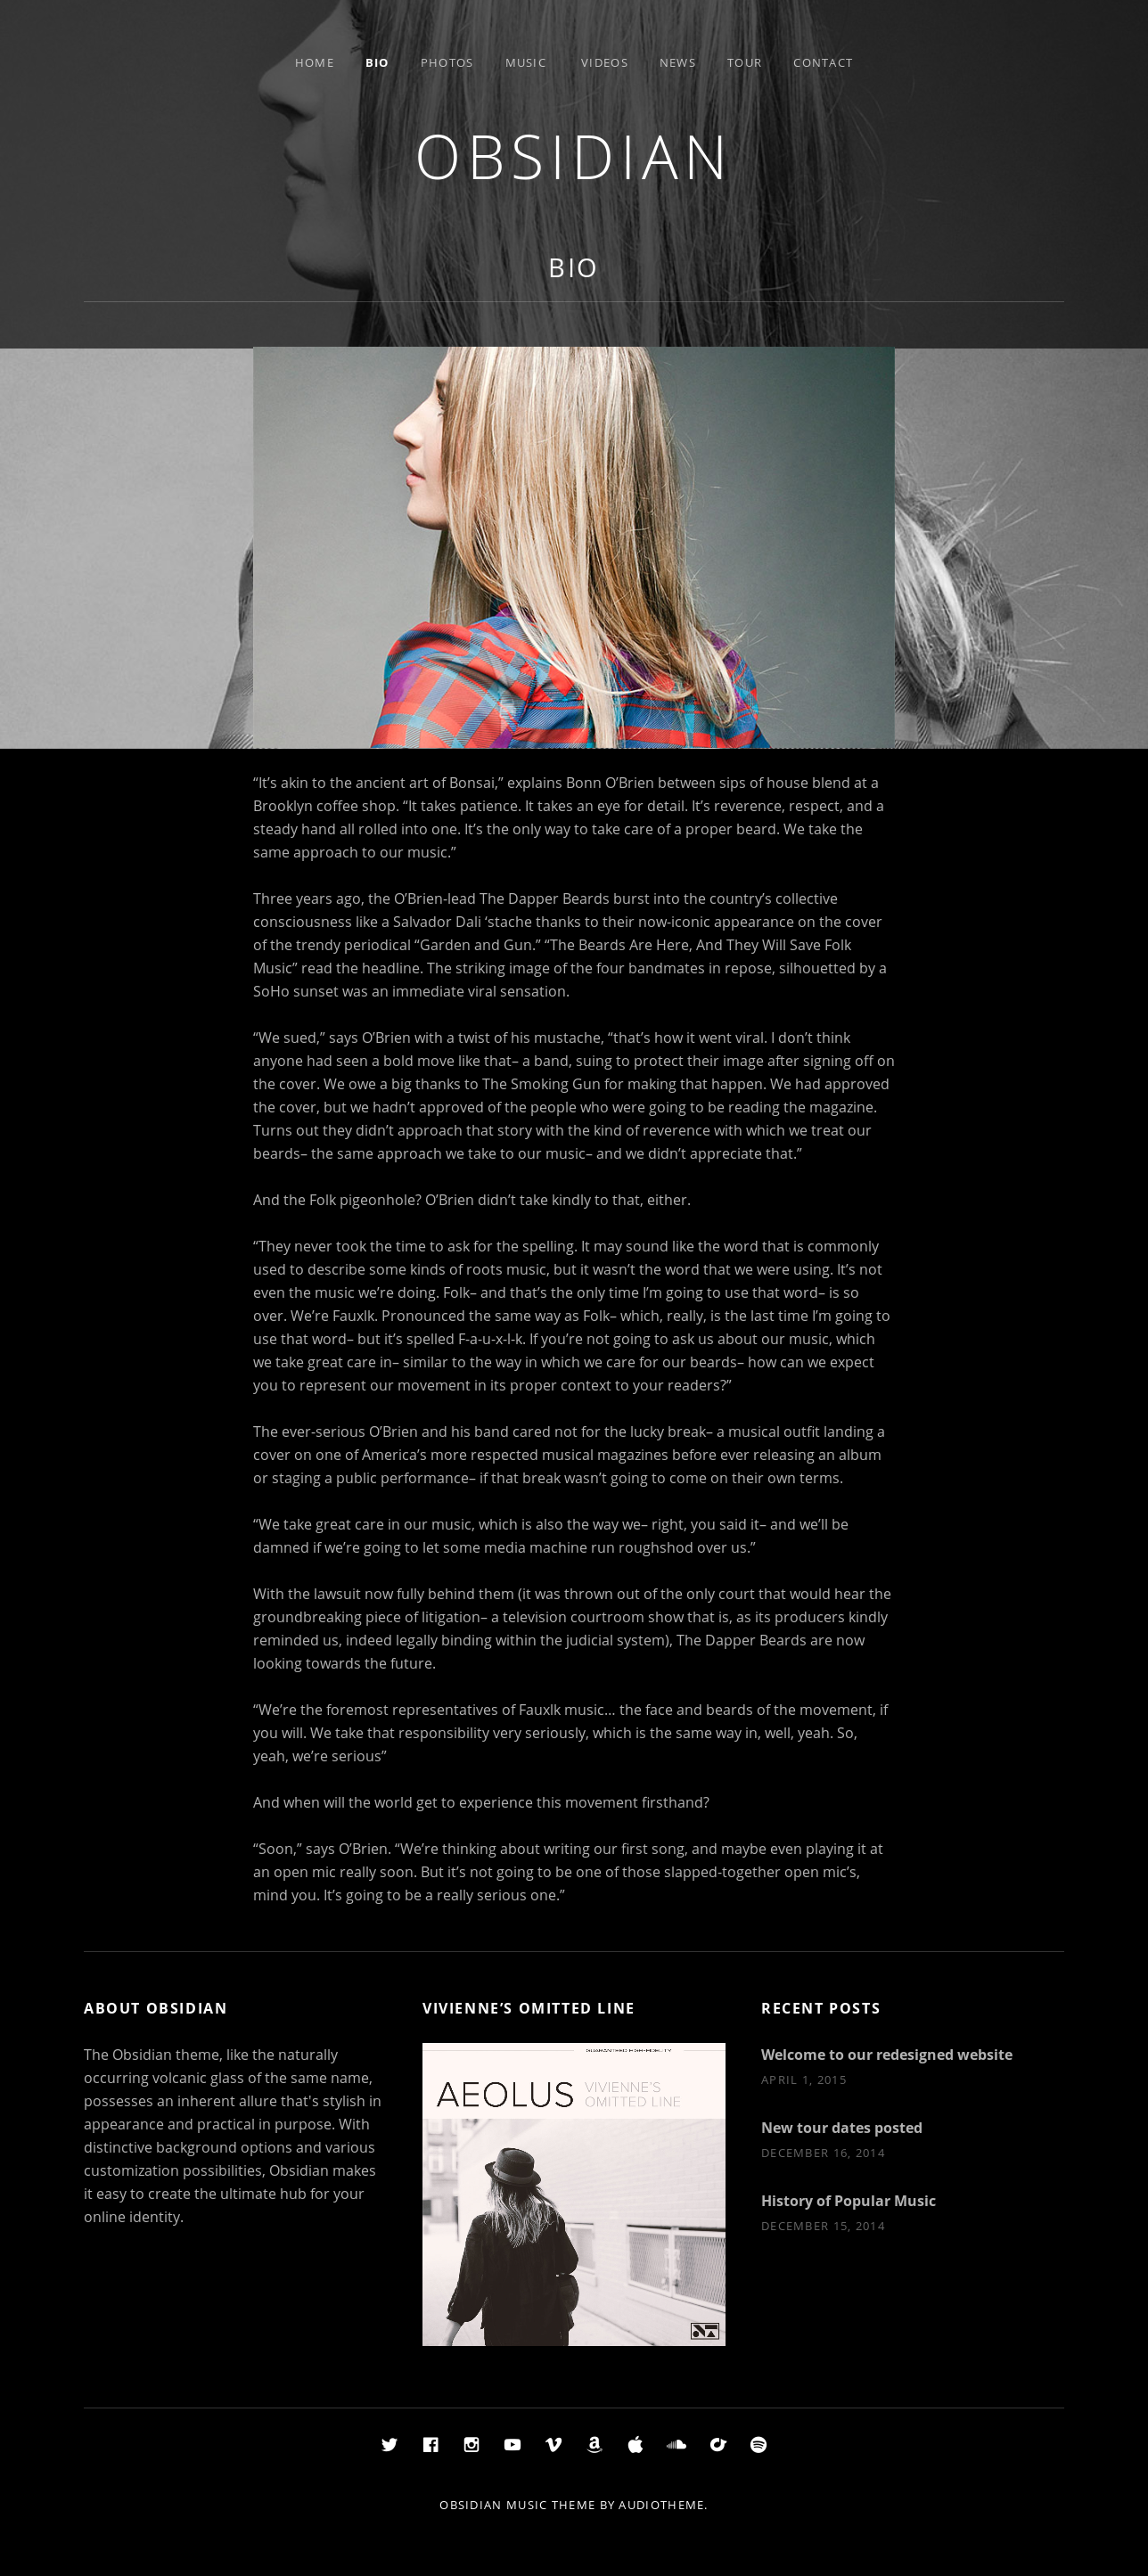 HOME BIO PHOTOS MUSIC VIDEOS NEWS TOUR CONTACT
OBSIDIAN
BIO
“It’s akin to the ancient art of Bonsai,” explains Bonn O’Brien between sips of house blend at a
Brooklyn coffee shop. “It takes patience. It takes an eye for detail. It’s reverence, respect, and a
steady hand all rolled into one. It’s the only way to take care of a proper beard. We take the
same approach to our music.”
Three years ago, the O’Brien-lead The Dapper Beards burst into the country’s collective
consciousness like a Salvador Dali ‘stache thanks to their now-iconic appearance on the cover
of the trendy periodical “Garden and Gun.” “The Beards Are Here, And They Will Save Folk
Music” read the headline. The striking image of the four bandmates in repose, silhouetted by a
SoHo sunset was an immediate viral sensation.
“We sued,” says O’Brien with a twist of his mustache, “that’s how it went viral. I don’t think
anyone had seen a bold move like that– a band, suing to protect their image after signing off on
the cover. We owe a big thanks to The Smoking Gun for making that happen. We had approved
the cover, but we hadn’t approved of the people who were going to be reading the magazine.
Turns out they didn’t approach that story with the kind of reverence with which we treat our
beards– the same approach we take to our music– and we didn’t appreciate that.”
And the Folk pigeonhole? O’Brien didn’t take kindly to that, either.
“They never took the time to ask for the spelling. It may sound like the word that is commonly
used to describe some kinds of roots music, but it wasn’t the word that we were using. It’s not
even the music we’re doing. Folk– and that’s the only time I’m going to use that word– is so
over. We’re Fauxlk. Pronounced the same way as Folk– which, really, is the last time I’m going to
use that word– but it’s spelled F-a-u-x-l-k. If you’re not going to ask us about our music, which
we take great care in– similar to the way in which we care for our beards– how can we expect
you to represent our movement in its proper context to your readers?”
The ever-serious O’Brien and his band cared not for the lucky break– a musical outfit landing a
cover on one of America’s more respected musical magazines before ever releasing an album
or staging a public performance– if that break wasn’t going to come on their own terms.
“We take great care in our music, which is also the way we– right, you said it– and we’ll be
damned if we’re going to let some media machine run roughshod over us.”
With the lawsuit now fully behind them (it was thrown out of the only court that would hear the
groundbreaking piece of litigation– a television courtroom show that is, as its producers kindly
reminded us, indeed legally binding within the judicial system), The Dapper Beards are now
looking towards the future.
“We’re the foremost representatives of Fauxlk music… the face and beards of the movement, if
you will. We take that responsibility very seriously, which is the same way in, well, yeah. So,
yeah, we’re serious”
And when will the world get to experience this movement firsthand?
“Soon,” says O’Brien. “We’re thinking about writing our first song, and maybe even playing it at
an open mic really soon. But it’s not going to be one of those slapped-together open mic’s,
mind you. It’s going to be a really serious one.”
ABOUT OBSIDIAN
The Obsidian theme, like the naturally
occurring volcanic glass of the same name,
possesses an inherent allure that's stylish in
appearance and practical in purpose. With
distinctive background options and various
customization possibilities, Obsidian makes
it easy to create the ultimate hub for your
online identity.
VIVIENNE’S OMITTED LINE
GUARANTEED HIGH-FIDELITY
AEOLUS VIVIENNE'S
OMITTED LINE
RECENT POSTS
Welcome to our redesigned website
APRIL 1, 2015
New tour dates posted
DECEMBER 16, 2014
History of Popular Music
DECEMBER 15, 2014
OBSIDIAN MUSIC THEME BY AUDIOTHEME.